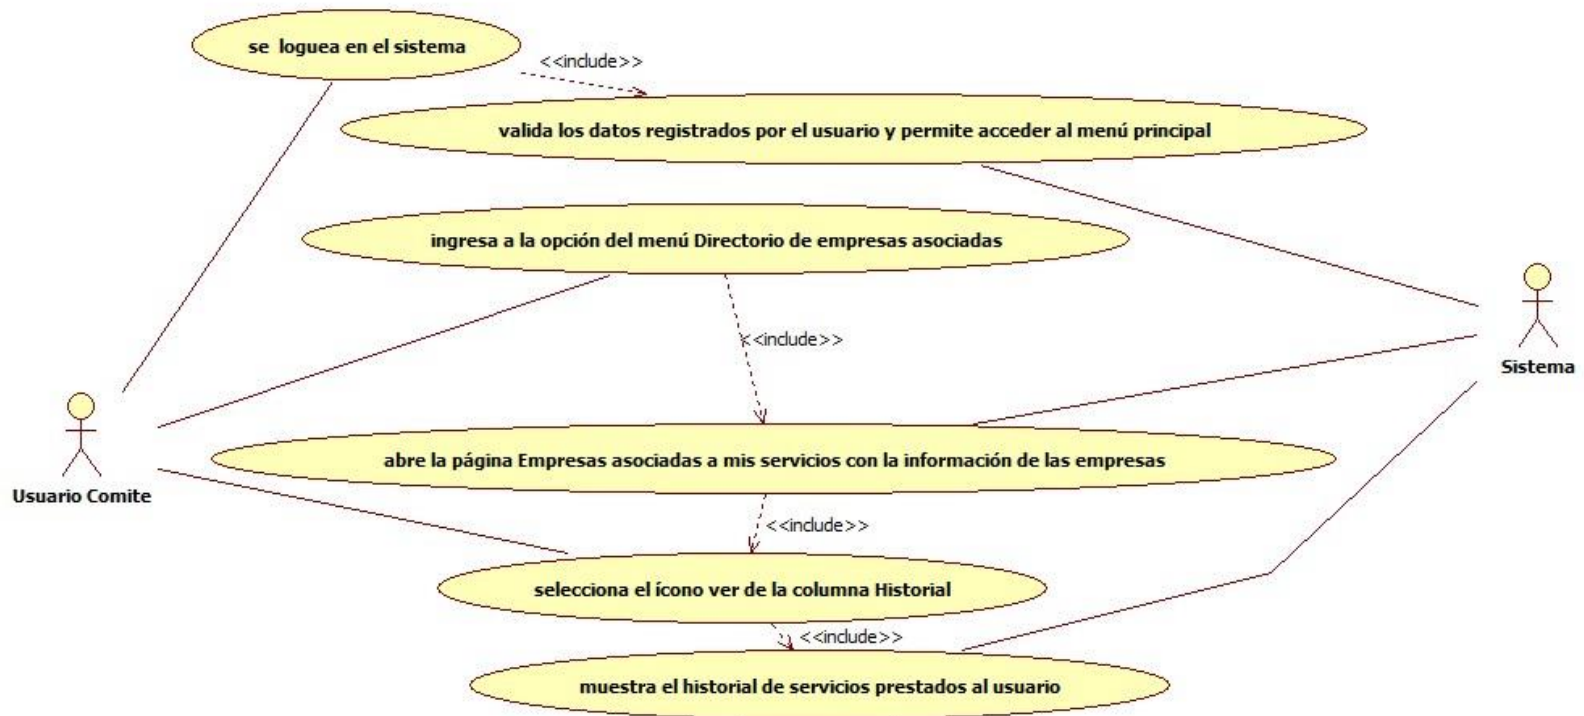 se loguea en el sistema
<<include>>
valida los datos registrados por el usuario y permite acceder al menú principal
ingresa a la opción del menú Directorio de empresas asociadas
<<include>>
Sistema
abre la página Empresas asociadas a mis servicios con la información de las empresas
Usuario Comite
<<include>>
selecciona el ícono ver de la columna Historial
<<include>>
muestra el historial de servicios prestados al usuario